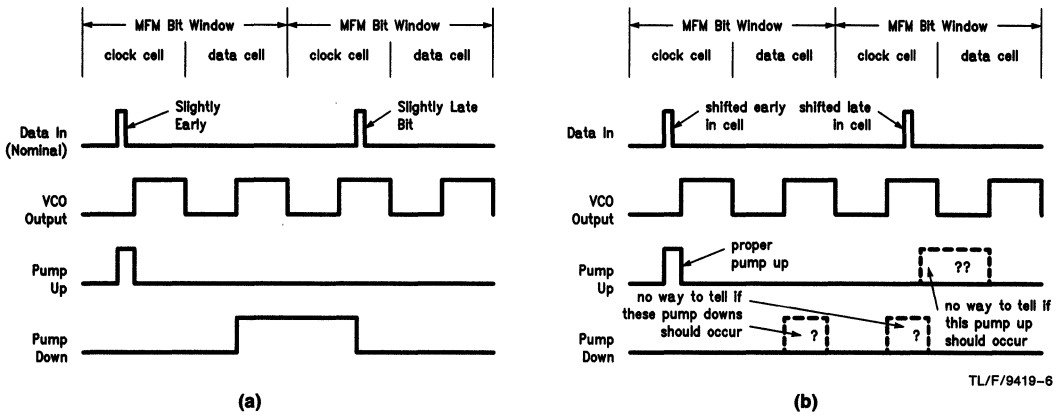 MFM Bit Window
MFM Bit Window
clock cell
data cell
clock cell
data cell
Data In
(Nominal)
Slightly
Early
Slightly Late
Bit
VCO
Output
Pump
Up
Pump
Down
(a)
MFM Bit Window
MFM Bit Window
clock cell
data cell
clock cell
data cell
Data In
shifted early
in cell
shifted late
in cell
VCO
Output
Pump
Up
proper
pump up
??
no way to tell if
these pump downs
should occur
no way to tell if
this pump up
should occur
Pump
Down
?
?
TL/F/9419-6
(b)